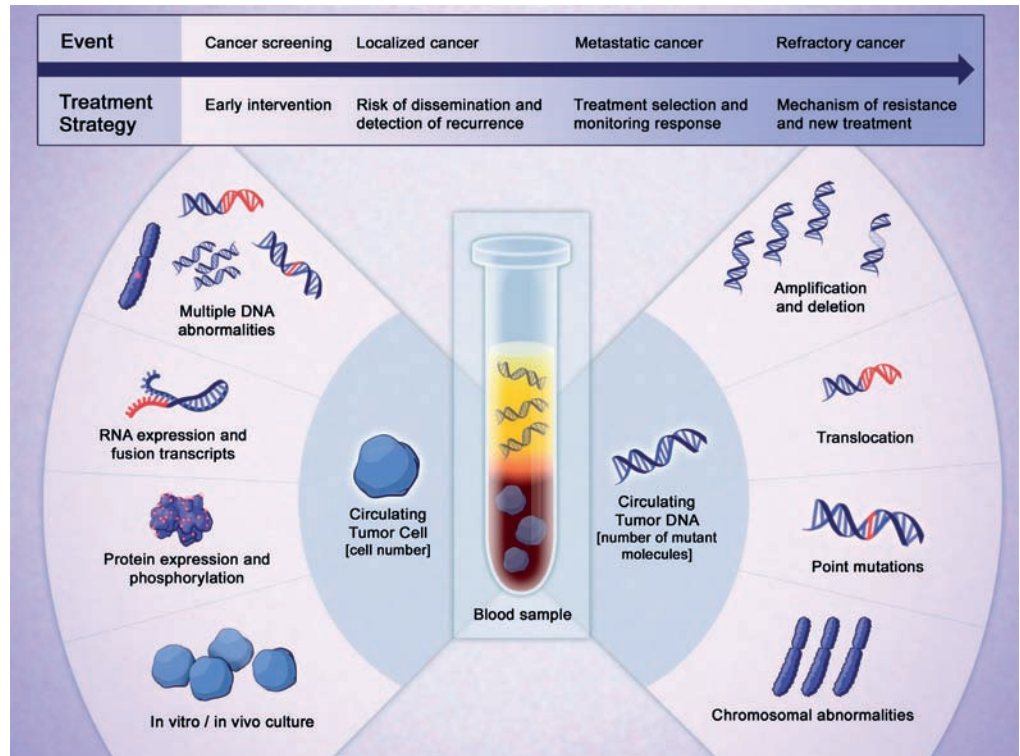 Event
Cancer screening
Localized cancer
Metastatic cancer
Refractory cancer
Treatment
Strategy
Early intervention
Risk of dissemination and
detection of recurrence
Treatment selection and
monitoring response
Mechanism of resistance
and new treatment
Multiple DNA
abnormalities
RNA expression and
fusion transcripts
Protein expression and
phosphorylation
In vitro / in vivo culture
Circulating
Tumor Cell
[cell number]
Blood sample
Circulating
Tumor DNA
[number of mutant
molecules]
Amplification
and deletion
Translocation
Point mutations
Chromosomal abnormalities